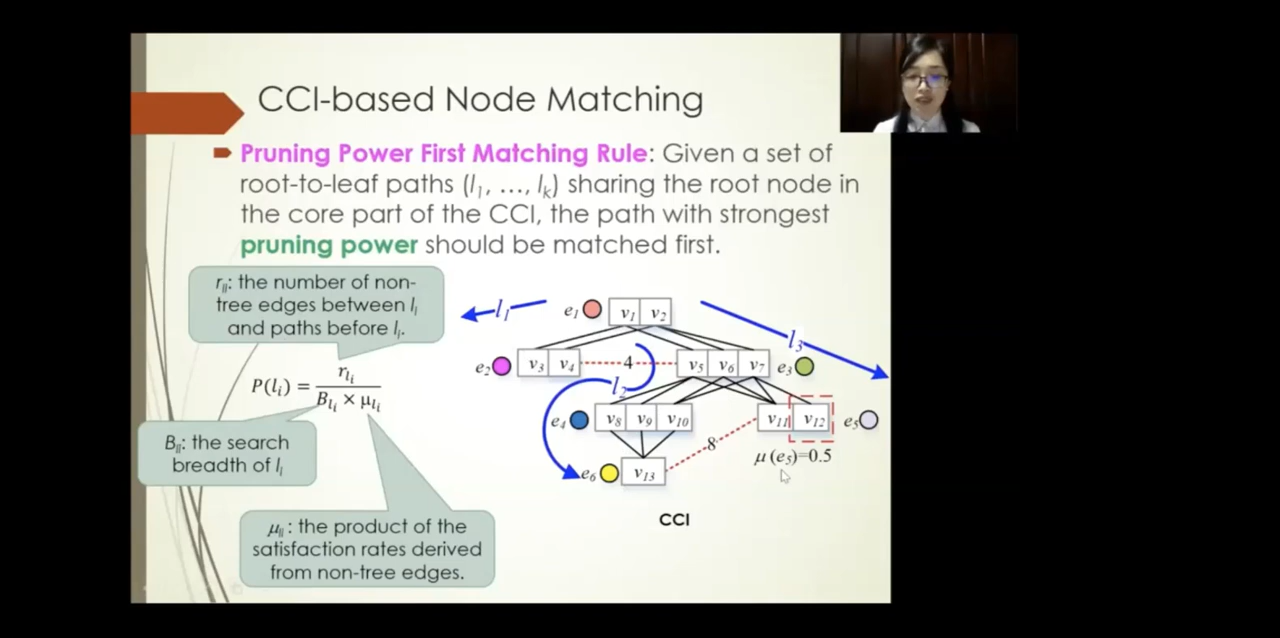 CCI-based Node Matching
Pruning Power First Matching Rule: Given a set of
root-to-leaf paths (l1, ..., lk) sharing the root node in
the core part of the CCI, the path with strongest
pruning power should be matched first.
rli: the number of non-
tree edges between li
and paths before li.
P(li) = rli / (Bli × μli)
Bli: the search
breadth of li
μli: the product of the
satisfaction rates derived
from non-tree edges.
l1
e1 v1 v2
l3
e2 v3 v4 4 v5 v6 v7 e3
l2
e4 v8 v9 v10 v11 v12 e5
8
μ(e5)=0.5
e6 v13
CCI